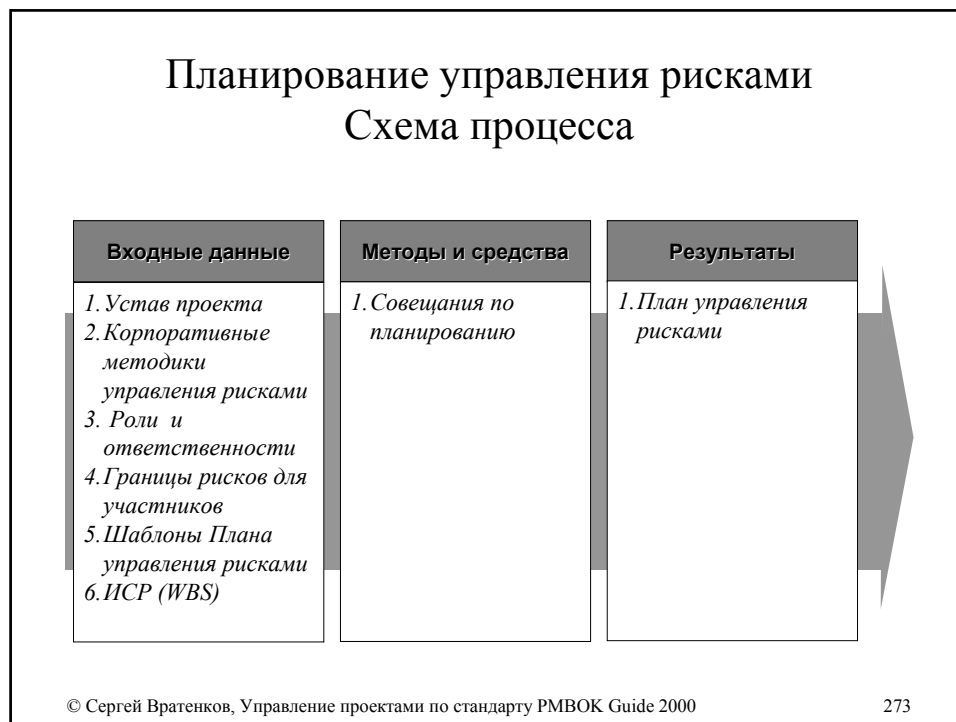 Планирование управления рисками
Схема процесса
Входные данные
1. Устав проекта
2. Корпоративные
методики
управления рисками
3. Роли и
ответственности
4. Границы рисков для
участников
5. Шаблоны Плана
управления рисками
6. ИСР (WBS)
Методы и средства
1. Совещания по
планированию
Результаты
1. План управления
рисками
© Сергей Вратенков, Управление проектами по стандарту PMBOK Guide 2000
273